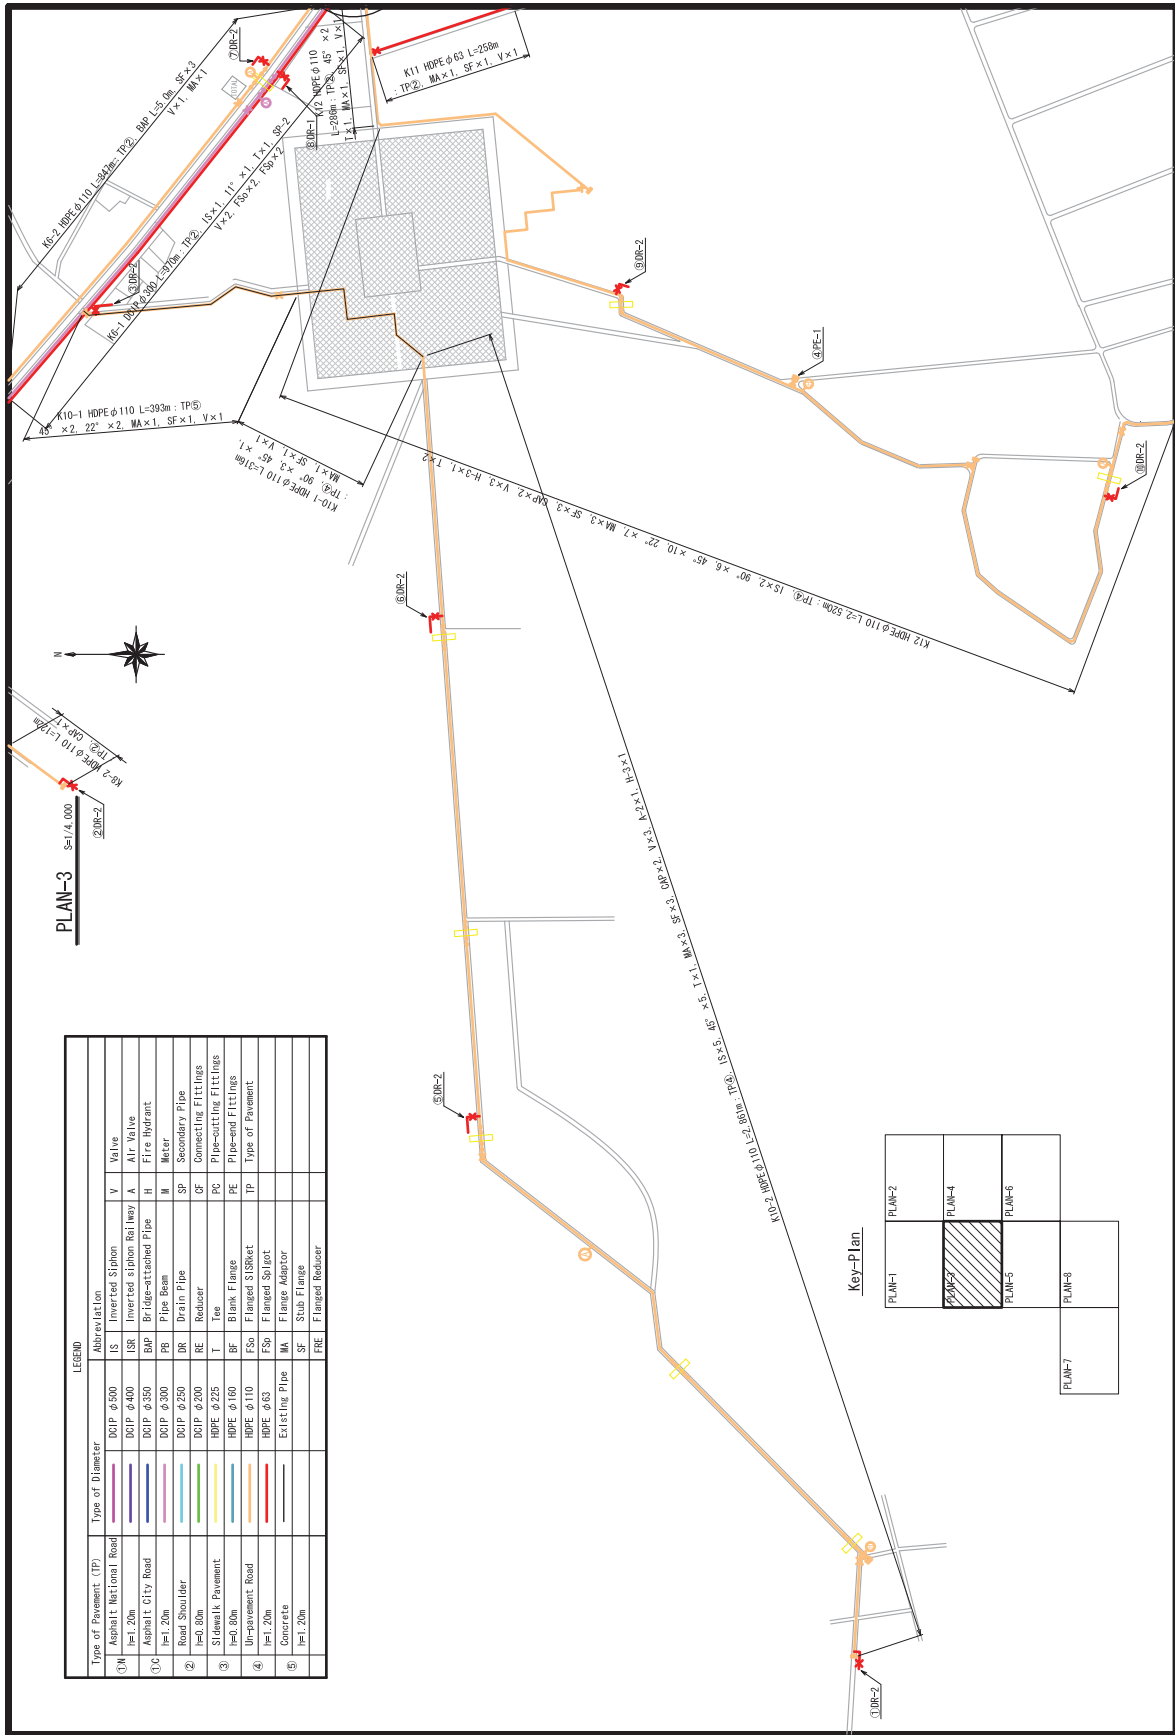 PLAN-3
S=1/4,000
N
K8-2 HDPEφ110 L=122m
TP②, CAP×1
②DR-2
K6-2 HDPEφ110 L=847m : TP②, BAP L=5.0m, SF×3
V×1, MA×1
K6-1 DCIPφ300 L=970m : TP②, IS×1, 11° ×1, T×1, SP-2
V×2, FSo×2, FSp×2
③DR-2
⑦DR-2
TOTAL
⑧DR-1
K12 HDPEφ110
L=286m : TP②, 45° ×2
T×1, MA×1, SF×1, V×1
K11 HDPEφ63 L=258m
: TP②, MA×1, SF×1, V×1
K10-1 HDPEφ110 L=393m : TP⑤
45° ×2, 22° ×2, MA×1, SF×1, V×1
K10-1 HDPEφ110 L=316m
: TP④, 90° ×3, 45° ×1,
MA×1, SF×1, V×1
K12 HDPEφ110 L=2,520m : TP④, IS×2, 90° ×6, 45° ×10, 22° ×7, MA×3, SF×3, CAP×2, V×3, H-3×1, T×2
⑨DR-2
④PE-1
⑩DR-2
⑥DR-2
⑤DR-2
K10-2 HDPEφ110 L=2,861m : TP④, IS×5, 45° ×5, T×1, MA×3, SF×3, CAP×2, V×3, A-2×1, H-3×1
①DR-2
A
LEGEND
Type of Pavement (TP) Type of Diameter Abbreviation
①N Asphalt National Road DCIP φ500 IS Inverted Siphon V Valve
h=1.20m DCIP φ400 ISR Inverted siphon Railway A Air Valve
①C Asphalt City Road DCIP φ350 BAP Bridge-attached Pipe H Fire Hydrant
h=1.20m DCIP φ300 PB Pipe Beam M Meter
② Road Shoulder DCIP φ250 DR Drain Pipe SP Secondary Pipe
h=0.80m DCIP φ200 RE Reducer CF Connecting Fittings
③ Sidewalk Pavement HDPE φ225 T Tee PC Pipe-cutting Fittings
h=0.80m HDPE φ160 BF Blank Flange PE Pipe-end Fittings
④ Un-pavement Road HDPE φ110 FSo Flanged SISRket TP Type of Pavement
h=1.20m HDPE φ63 FSp Flanged Spigot
⑤ Concrete Existing Pipe MA Flange Adaptor
h=1.20m SF Stub Flange
FRE Flanged Reducer
Key-Plan
PLAN-1
PLAN-2
PLAN-3
PLAN-4
PLAN-5
PLAN-6
PLAN-7
PLAN-8